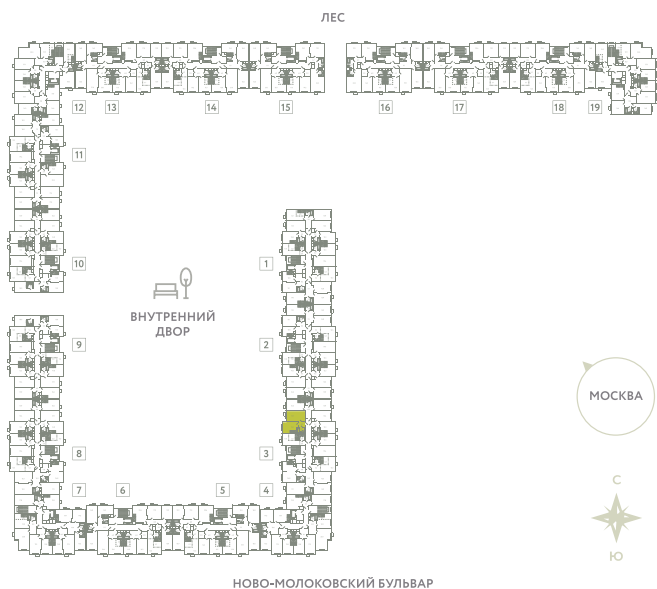 ЛЕС
12 13 14 15 16 17 18 19
11
10 1
ВНУТРЕННИЙ
ДВОР
9 2
МОСКВА
8 3
7 6 5 4
С
Ю
НОВО-МОЛОКОВСКИЙ БУЛЬВАР